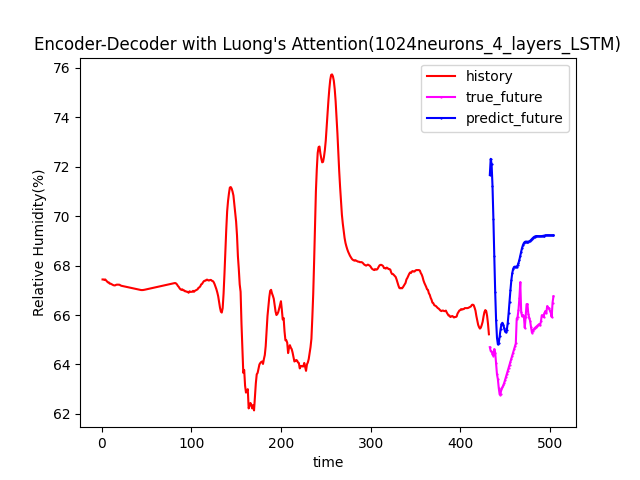 Encoder-Decoder with Luong's Attention(1024neurons_4_layers_LSTM)
history
true_future
predict_future
Relative Humidity(%)
76
74
72
70
68
66
64
62
0 100 200 300 400 500
time